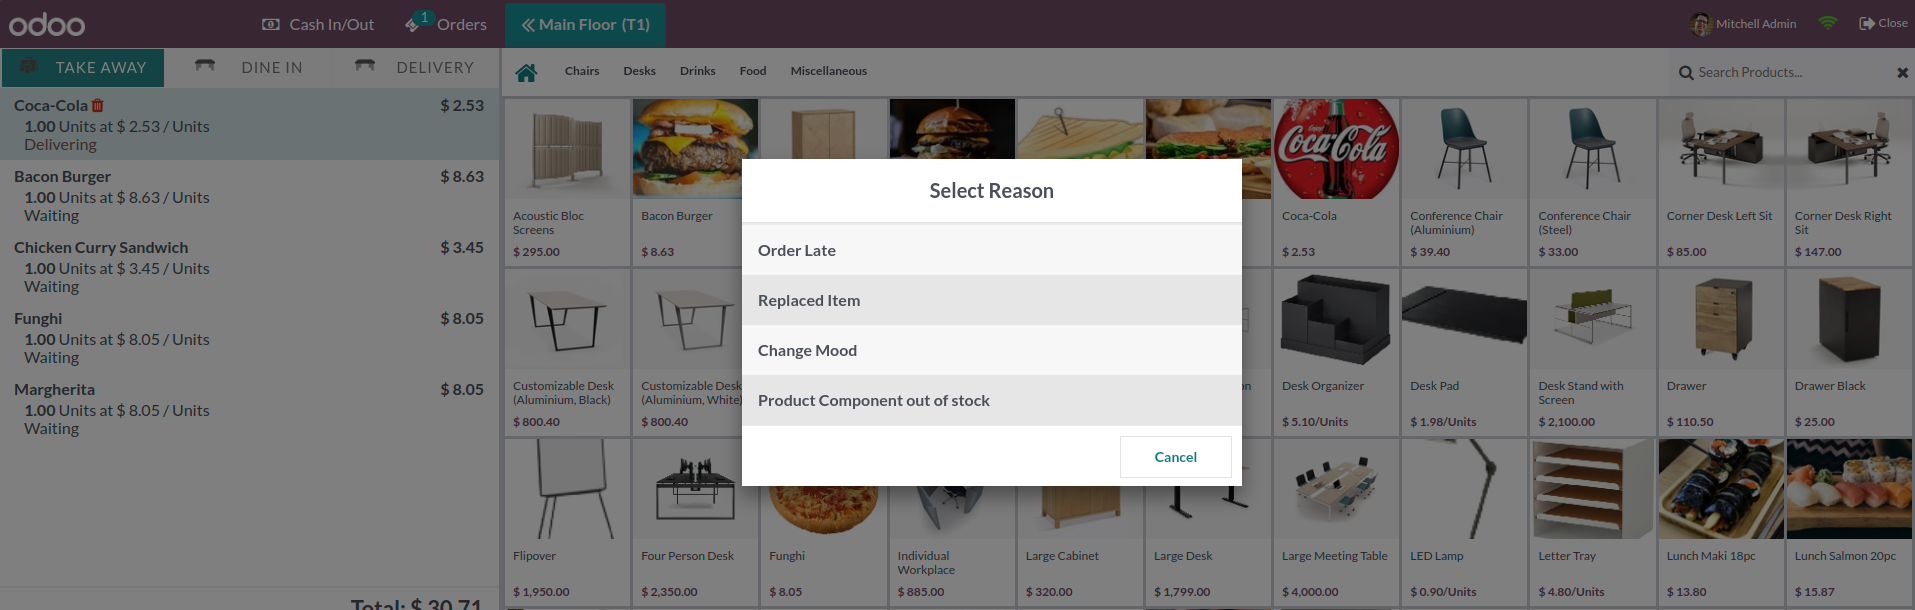 odoo
Cash In/Out
1
Orders
Main Floor (T1)
Mitchell Admin
Close
TAKE AWAY
DINE IN
DELIVERY
Chairs
Desks
Drinks
Food
Miscellaneous
Search Products...
Coca-Cola $ 2.53
1.00 Units at $ 2.53 / Units
Delivering
Bacon Burger $ 8.63
1.00 Units at $ 8.63 / Units
Waiting
Chicken Curry Sandwich $ 3.45
1.00 Units at $ 3.45 / Units
Waiting
Funghi $ 8.05
1.00 Units at $ 8.05 / Units
Waiting
Margherita $ 8.05
1.00 Units at $ 8.05 / Units
Waiting
Total: $ 30.71
Select Reason
Order Late
Replaced Item
Change Mood
Product Component out of stock
Cancel
Enjoy
Coca-Cola
Acoustic Bloc
Screens
$ 295.00
Bacon Burger
$ 8.63
Coca-Cola
$ 2.53
Conference Chair
(Aluminium)
$ 39.40
Conference Chair
(Steel)
$ 33.00
Corner Desk Left Sit
$ 85.00
Corner Desk Right
Sit
$ 147.00
Customizable Desk
(Aluminium, Black)
$ 800.40
Customizable Desk
(Aluminium, White)
$ 800.40
on
Desk Organizer
$ 5.10/Units
Desk Pad
$ 1.98/Units
Desk Stand with
Screen
$ 2,100.00
Drawer
$ 110.50
Drawer Black
$ 25.00
Flipover
$ 1,950.00
Four Person Desk
$ 2,350.00
Funghi
$ 8.05
Individual
Workplace
$ 885.00
Large Cabinet
$ 320.00
Large Desk
$ 1,799.00
Large Meeting Table
$ 4,000.00
LED Lamp
$ 0.90/Units
Letter Tray
$ 4.80/Units
Lunch Maki 18pc
$ 13.80
Lunch Salmon 20pc
$ 15.87